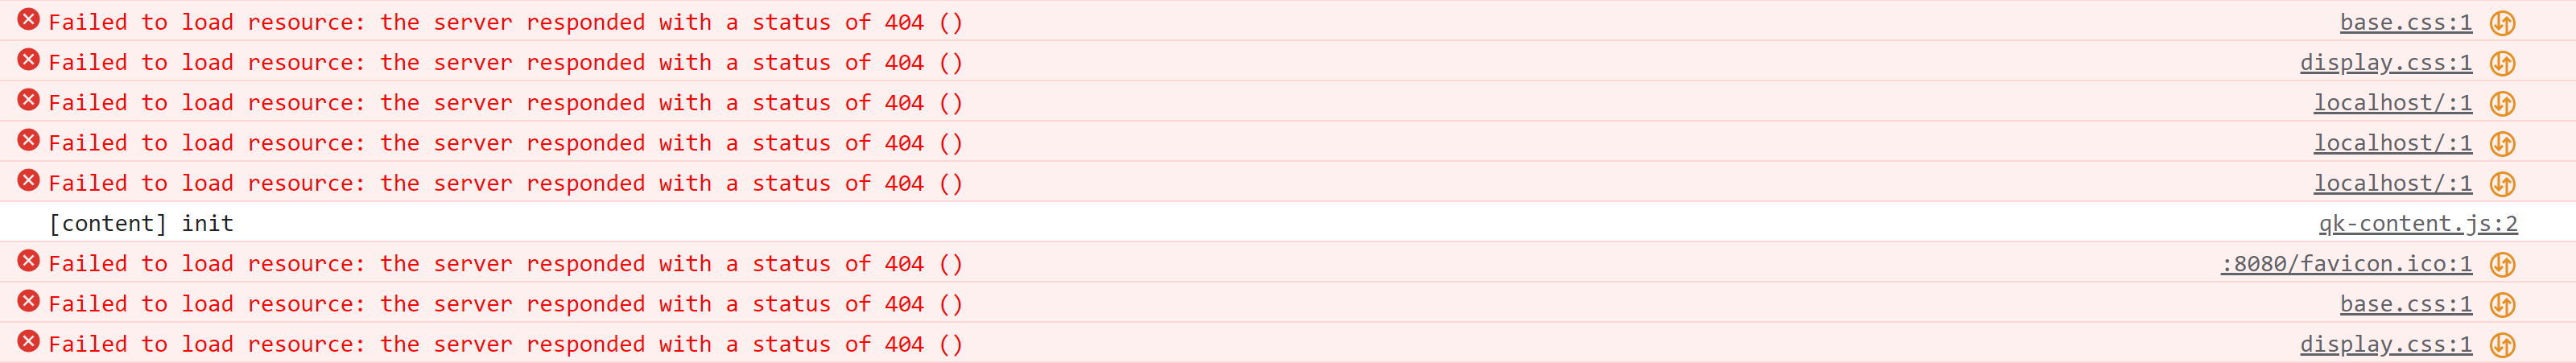 Failed to load resource: the server responded with a status of 404 () base.css:1
Failed to load resource: the server responded with a status of 404 () display.css:1
Failed to load resource: the server responded with a status of 404 () localhost/:1
Failed to load resource: the server responded with a status of 404 () localhost/:1
Failed to load resource: the server responded with a status of 404 () localhost/:1
[content] init qk-content.js:2
Failed to load resource: the server responded with a status of 404 () :8080/favicon.ico:1
Failed to load resource: the server responded with a status of 404 () base.css:1
Failed to load resource: the server responded with a status of 404 () display.css:1